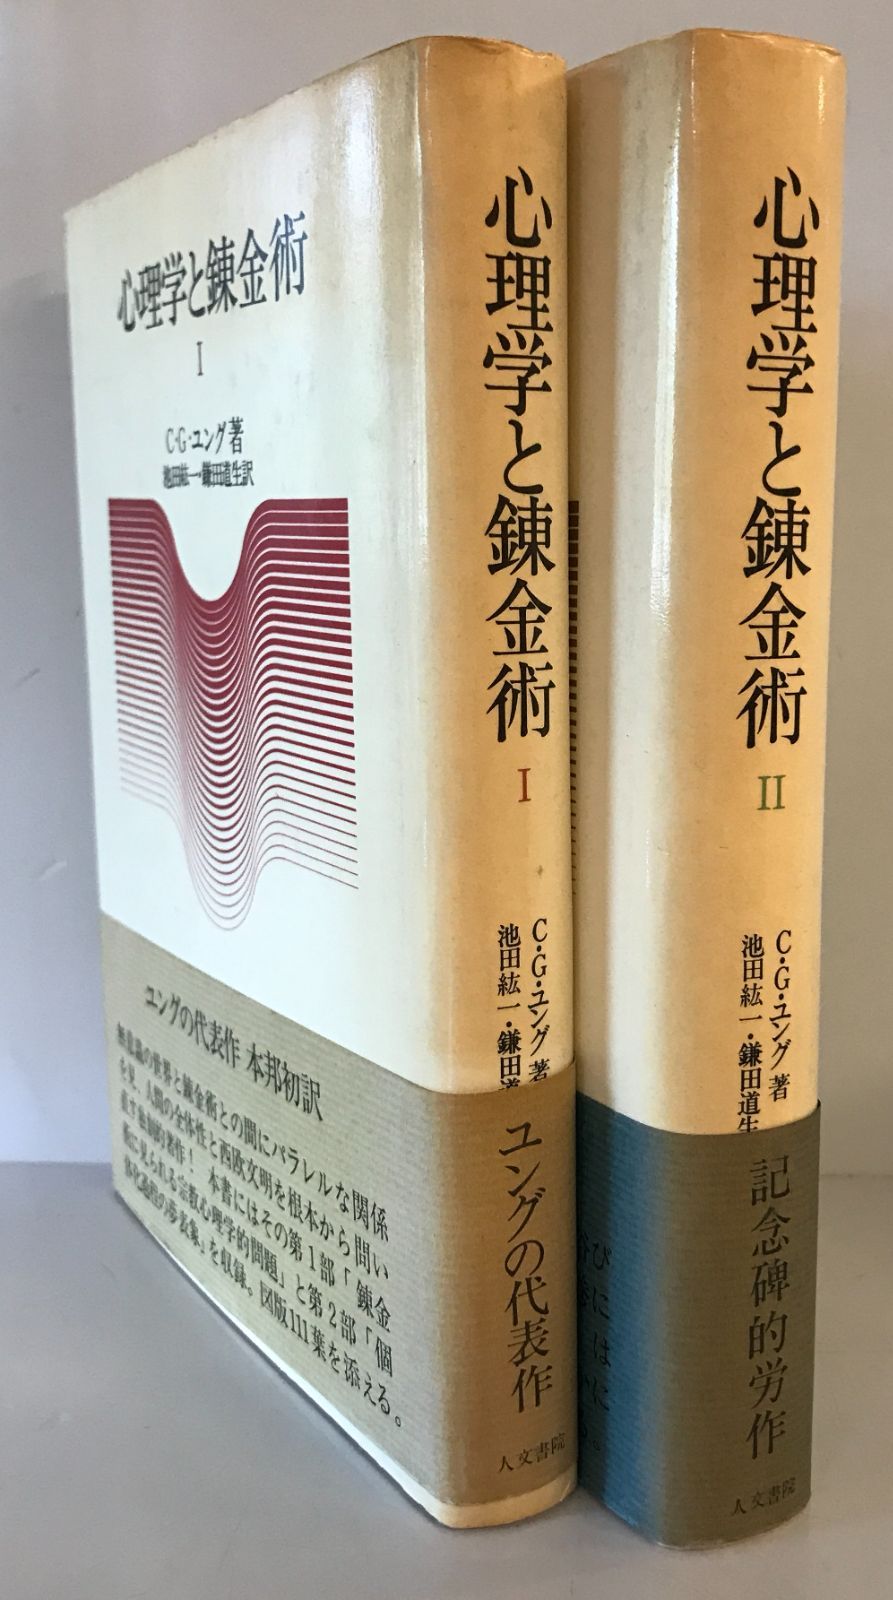 心理学と錬金術
I
C・G・ユング著
池田紘一・鎌田道生訳
ユングの代表作 本邦初訳
無意識の世界と錬金術との間にパラレルな関係
を見、人間の全体性と西欧文明を根本から問い
直す独創的著作! 本書にはその第1部「錬金
術に見られる宗教心理学的問題」と第2部「個
体化過程の夢表象」を収録。図版111葉を添える。
心理学と錬金術
I
C・G・ユング著
池田紘一・鎌田道
ユングの代表作
人文書院
心理学と錬金術
II
C・G・ユング著
池田紘一・鎌田道生
記念碑的労作
人文書院
び
には
に
。